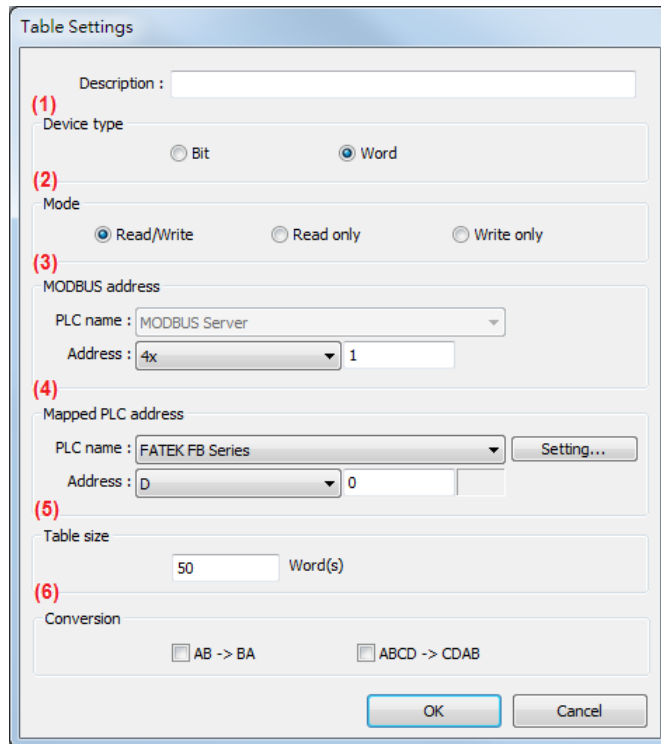 Table Settings
Description :
(1)
Device type
Bit Word
(2)
Mode
Read/Write Read only Write only
(3)
MODBUS address
PLC name : MODBUS Server
Address : 4x 1
(4)
Mapped PLC address
PLC name : FATEK FB Series Setting...
Address : D 0
(5)
Table size
50 Word(s)
(6)
Conversion
AB -> BA ABCD -> CDAB
OK Cancel